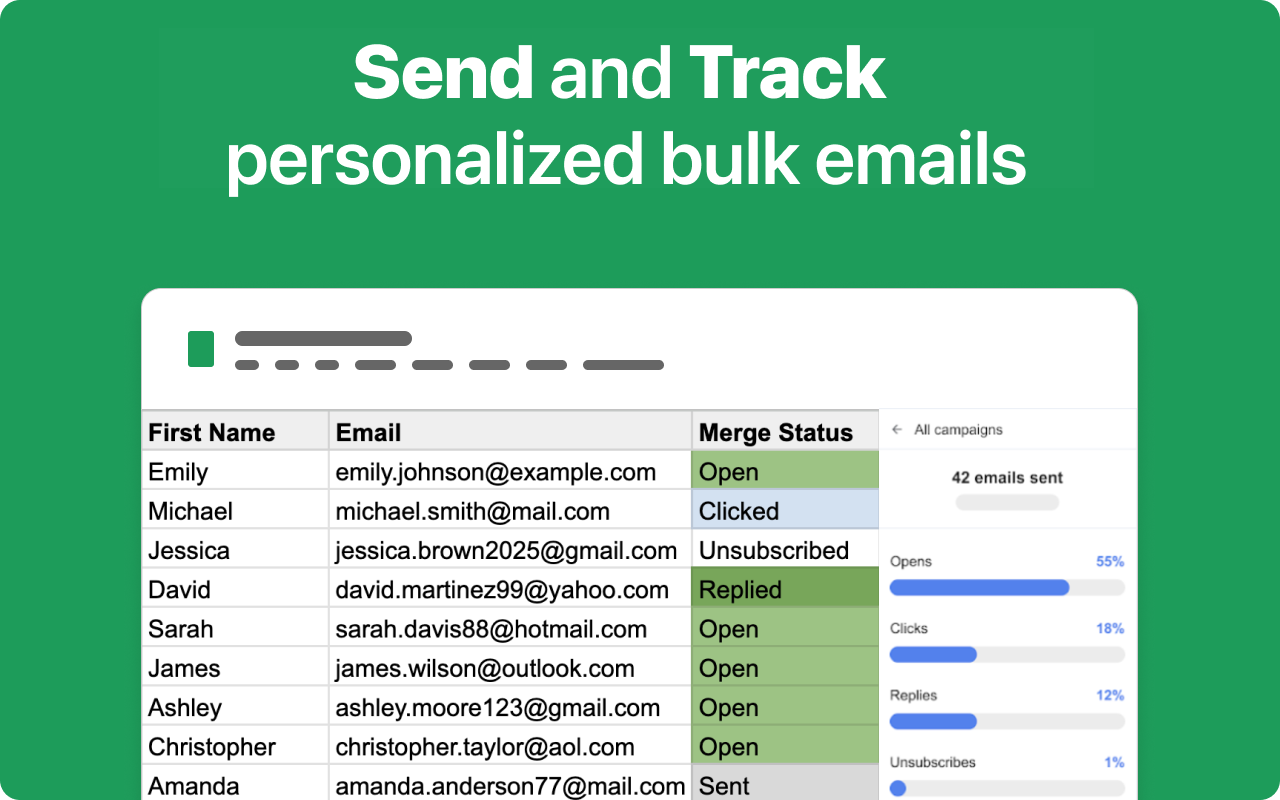 Send and Track
personalized bulk emails
First Name Email Merge Status
Emily emily.johnson@example.com Open
Michael michael.smith@mail.com Clicked
Jessica jessica.brown2025@gmail.com Unsubscribed
David david.martinez99@yahoo.com Replied
Sarah sarah.davis88@hotmail.com Open
James james.wilson@outlook.com Open
Ashley ashley.moore123@gmail.com Open
Christopher christopher.taylor@aol.com Open
Amanda amanda.anderson77@mail.com Sent
← All campaigns
42 emails sent
Opens 55%
Clicks 18%
Replies 12%
Unsubscribes 1%